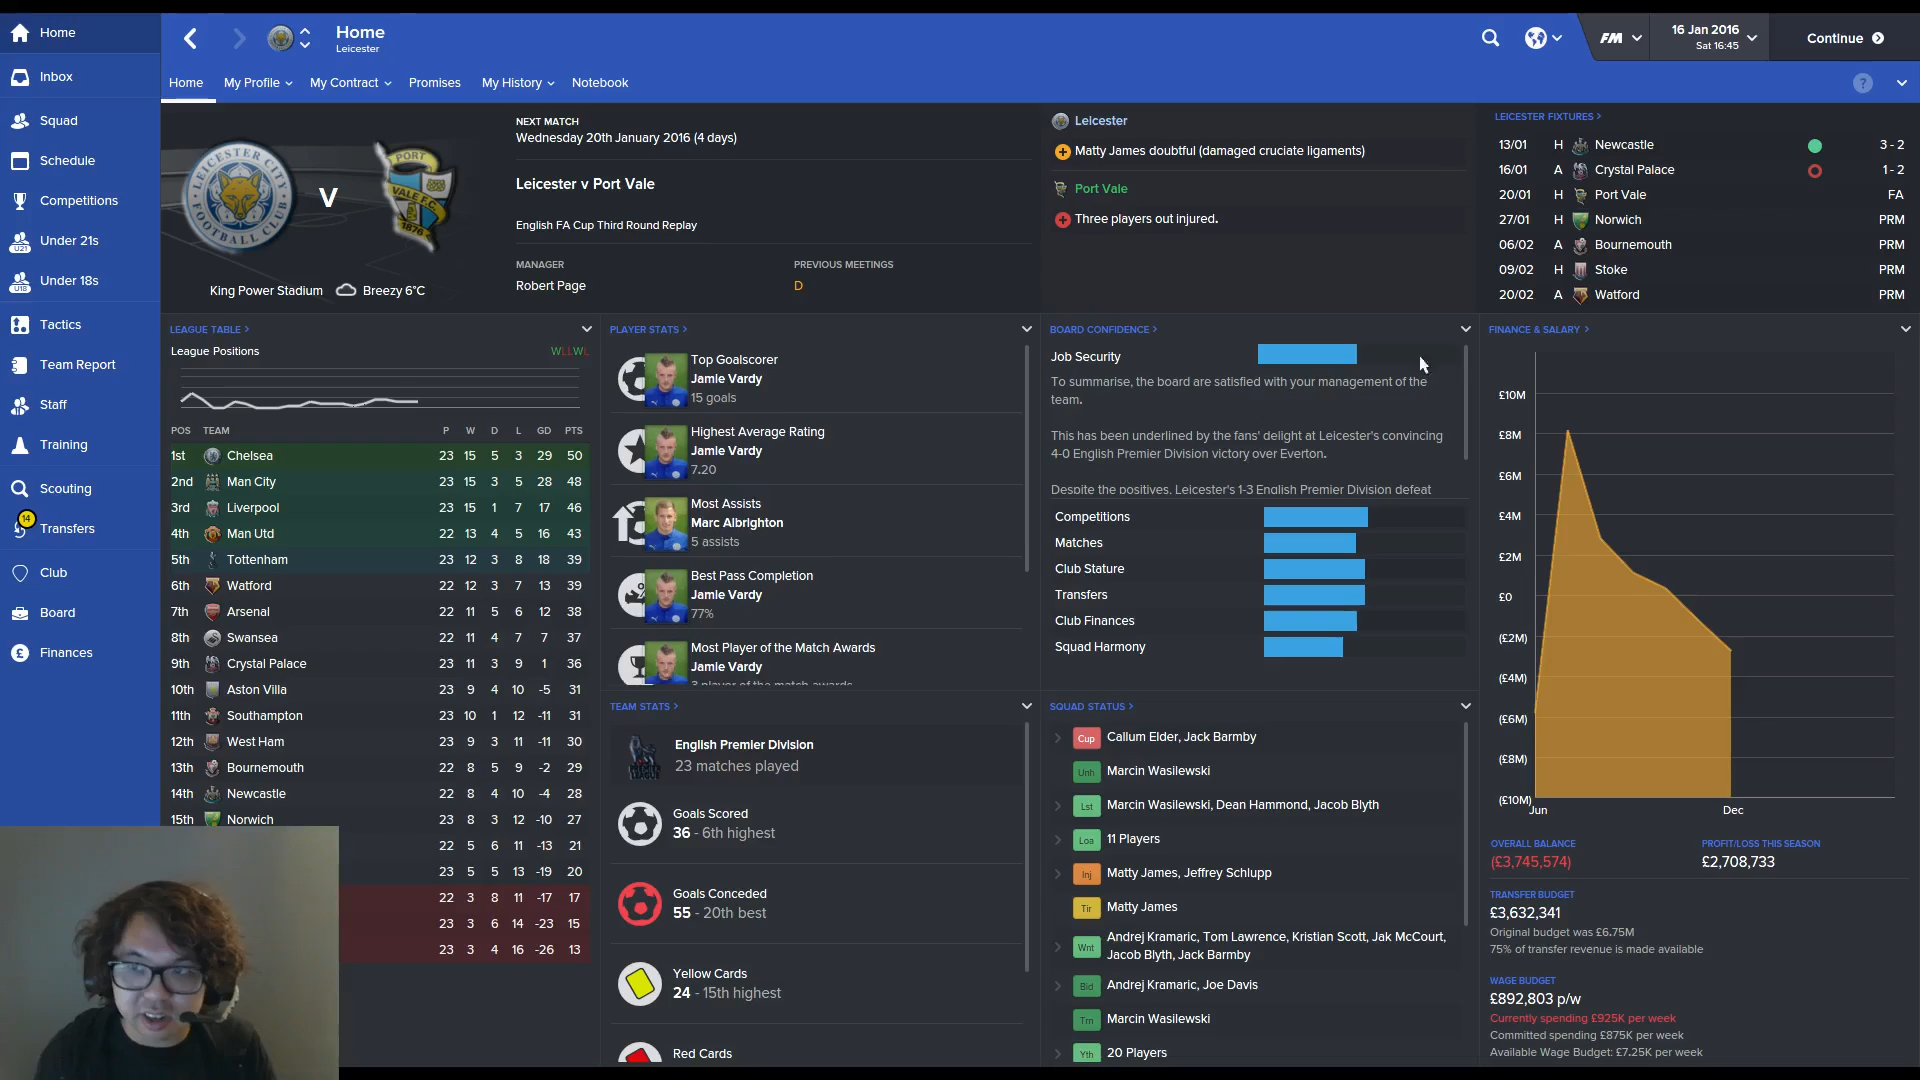 Home
Inbox
Squad
Schedule
Competitions
Under 21s
Under 18s
Tactics
Team Report
Staff
Training
Scouting
14
Transfers
Club
Board
Finances
Home
Leicester
FM
16 Jan 2016
Sat 16:45
Continue
Home My Profile My Contract Promises My History Notebook
LEICESTER CITY
FOOTBALL CLUB
V
PORT
VALE F.C.
1876
King Power Stadium Breezy 6°C
NEXT MATCH
Wednesday 20th January 2016 (4 days)
Leicester v Port Vale
English FA Cup Third Round Replay
MANAGER PREVIOUS MEETINGS
Robert Page D
Leicester
Matty James doubtful (damaged cruciate ligaments)
Port Vale
Three players out injured.
LEICESTER FIXTURES
13/01 H Newcastle 3 - 2
16/01 A Crystal Palace 1 - 2
20/01 H Port Vale FA
27/01 H Norwich PRM
06/02 A Bournemouth PRM
09/02 H Stoke PRM
20/02 A Watford PRM
LEAGUE TABLE
League Positions WLLWL
POS TEAM P W D L GD PTS
1st Chelsea 23 15 5 3 29 50
2nd Man City 23 15 3 5 28 48
3rd Liverpool 23 15 1 7 17 46
4th Man Utd 22 13 4 5 16 43
5th Tottenham 23 12 3 8 18 39
6th Watford 22 12 3 7 13 39
7th Arsenal 22 11 5 6 12 38
8th Swansea 22 11 4 7 7 37
9th Crystal Palace 23 11 3 9 1 36
10th Aston Villa 23 9 4 10 -5 31
11th Southampton 23 10 1 12 -11 31
12th West Ham 23 9 3 11 -11 30
13th Bournemouth 22 8 5 9 -2 29
14th Newcastle 22 8 4 10 -4 28
15th Norwich 23 8 3 12 -10 27
22 5 6 11 -13 21
23 5 5 13 -19 20
22 3 8 11 -17 17
23 3 6 14 -23 15
23 3 4 16 -26 13
PLAYER STATS
Top Goalscorer
Jamie Vardy
15 goals
Highest Average Rating
Jamie Vardy
7.20
Most Assists
Marc Albrighton
5 assists
Best Pass Completion
Jamie Vardy
77%
Most Player of the Match Awards
Jamie Vardy
3 player of the match awards
TEAM STATS
English Premier Division
23 matches played
Goals Scored
36 - 6th highest
Goals Conceded
55 - 20th best
Yellow Cards
24 - 15th highest
Red Cards
BOARD CONFIDENCE
Job Security
To summarise, the board are satisfied with your management of the
team.
This has been underlined by the fans' delight at Leicester's convincing
4-0 English Premier Division victory over Everton.
Despite the positives, Leicester's 1-3 English Premier Division defeat
Competitions
Matches
Club Stature
Transfers
Club Finances
Squad Harmony
SQUAD STATUS
Cup Callum Elder, Jack Barmby
Unh Marcin Wasilewski
Lst Marcin Wasilewski, Dean Hammond, Jacob Blyth
Loa 11 Players
Inj Matty James, Jeffrey Schlupp
Tir Matty James
Wnt Andrej Kramaric, Tom Lawrence, Kristian Scott, Jak McCourt,
Jacob Blyth, Jack Barmby
Bid Andrej Kramaric, Joe Davis
Trn Marcin Wasilewski
Yth 20 Players
FINANCE & SALARY
£10M
£8M
£6M
£4M
£2M
£0
(£2M)
(£4M)
(£6M)
(£8M)
(£10M)
Jun Dec
OVERALL BALANCE PROFIT/LOSS THIS SEASON
(£3,745,574) £2,708,733
TRANSFER BUDGET
£3,632,341
Original budget was £6.75M
75% of transfer revenue is made available
WAGE BUDGET
£892,803 p/w
Currently spending £925K per week
Committed spending £875K per week
Available Wage Budget: £7.25K per week